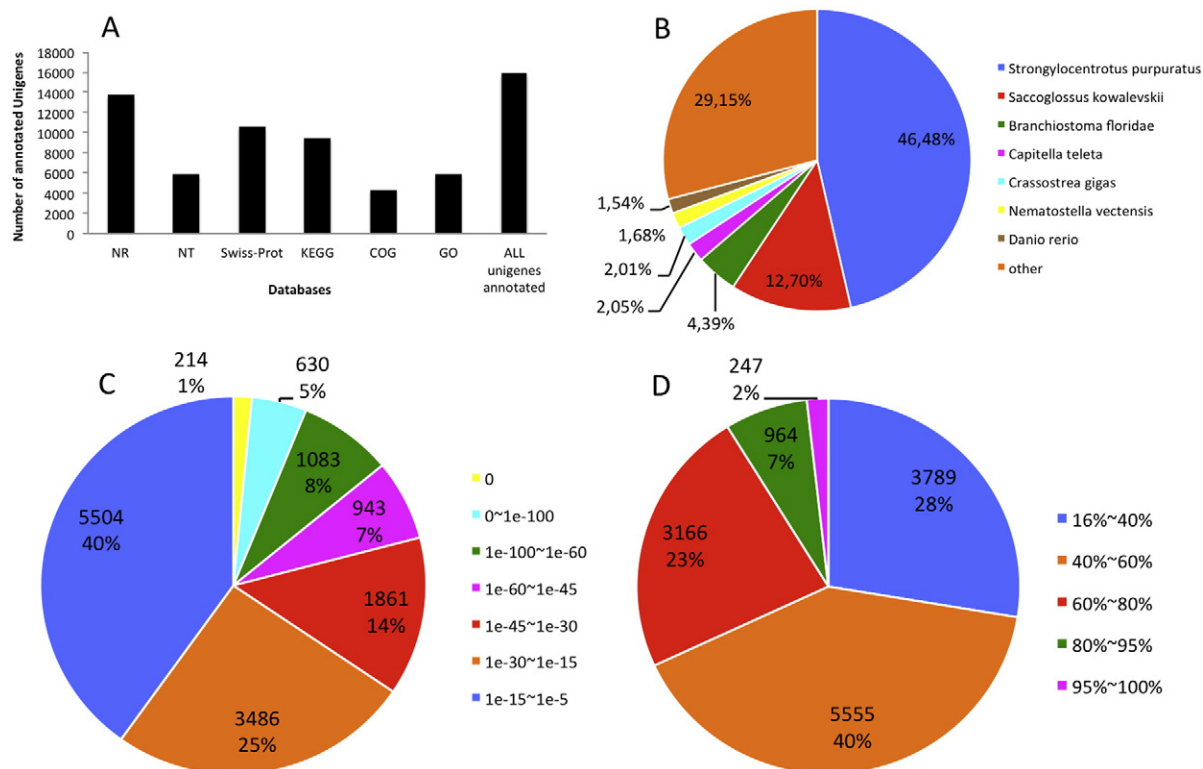 A
Number of annotated Unigenes
18000
16000
14000
12000
10000
8000
6000
4000
2000
0
NR
NT
Swiss-Prot
KEGG
COG
GO
ALL
unigenes
annotated
Databases
B
29,15%
46,48%
12,70%
4,39%
2,05%
2,01%
1,68%
1,54%
Strongylocentrotus purpuratus
Saccoglossus kowalevskii
Branchiostoma floridae
Capitella teleta
Crassostrea gigas
Nematostella vectensis
Danio rerio
other
C
214
1%
630
5%
1083
8%
943
7%
1861
14%
3486
25%
5504
40%
0
0~1e-100
1e-100~1e-60
1e-60~1e-45
1e-45~1e-30
1e-30~1e-15
1e-15~1e-5
D
247
2%
964
7%
3789
28%
3166
23%
5555
40%
16%~40%
40%~60%
60%~80%
80%~95%
95%~100%